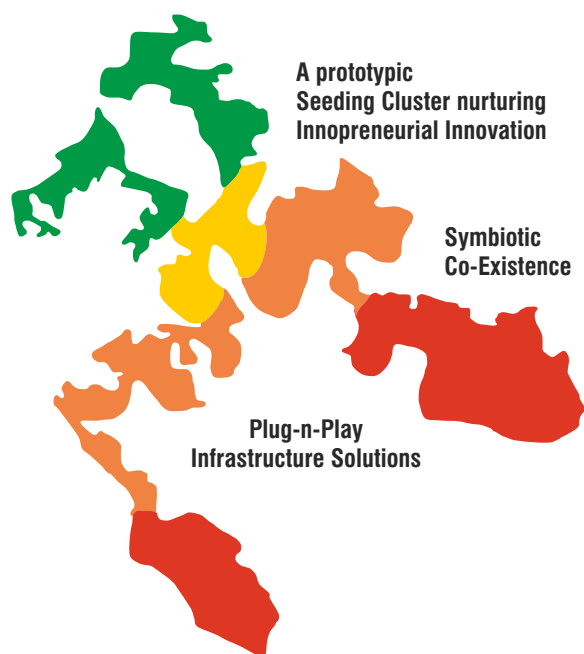 A prototypic
Seeding Cluster nurturing
Innopreneurial Innovation
Symbiotic
Co-Existence
Plug-n-Play
Infrastructure Solutions